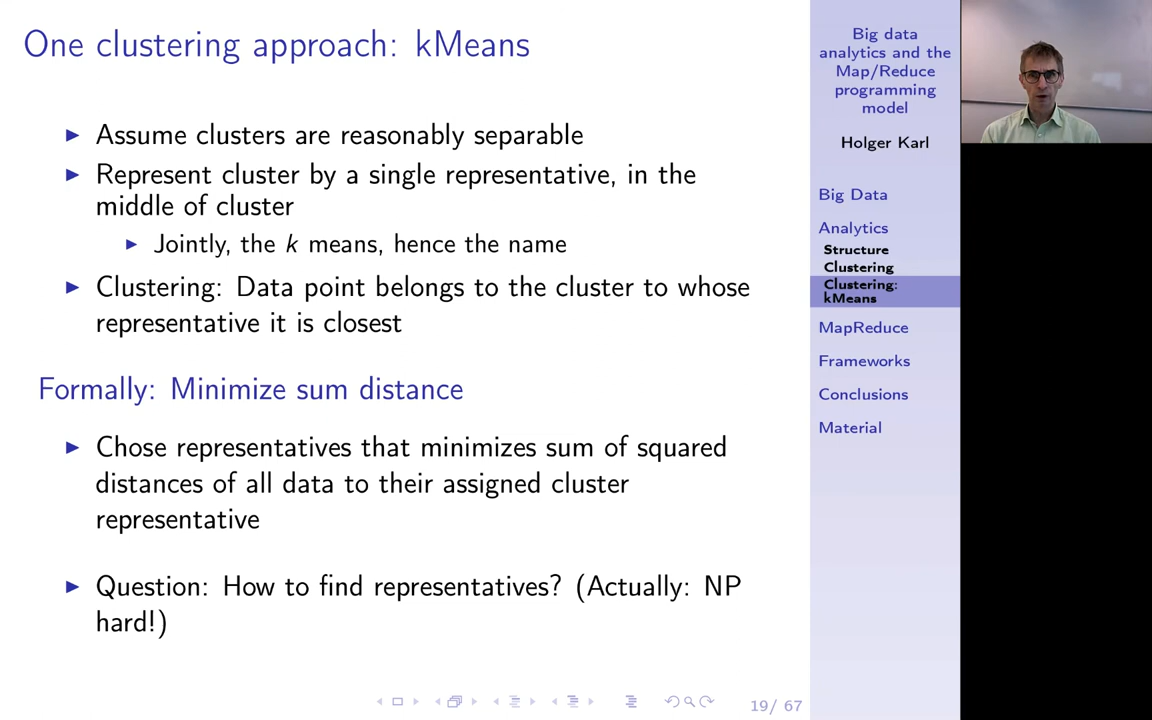 One clustering approach: kMeans
Assume clusters are reasonably separable
Represent cluster by a single representative, in the
middle of cluster
Jointly, the k means, hence the name
Clustering: Data point belongs to the cluster to whose
representative it is closest
Formally: Minimize sum distance
Chose representatives that minimizes sum of squared
distances of all data to their assigned cluster
representative
Question: How to find representatives? (Actually: NP
hard!)
19/ 67
Big data
analytics and the
Map/Reduce
programming
model
Holger Karl
Big Data
Analytics
Structure
Clustering
Clustering:
kMeans
MapReduce
Frameworks
Conclusions
Material